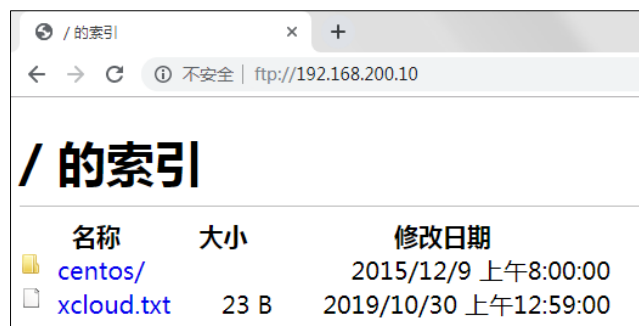 / 的索引
不安全 | ftp://192.168.200.10
/ 的索引
名称 大小 修改日期
centos/ 2015/12/9 上午8:00:00
xcloud.txt 23 B 2019/10/30 上午12:59:00